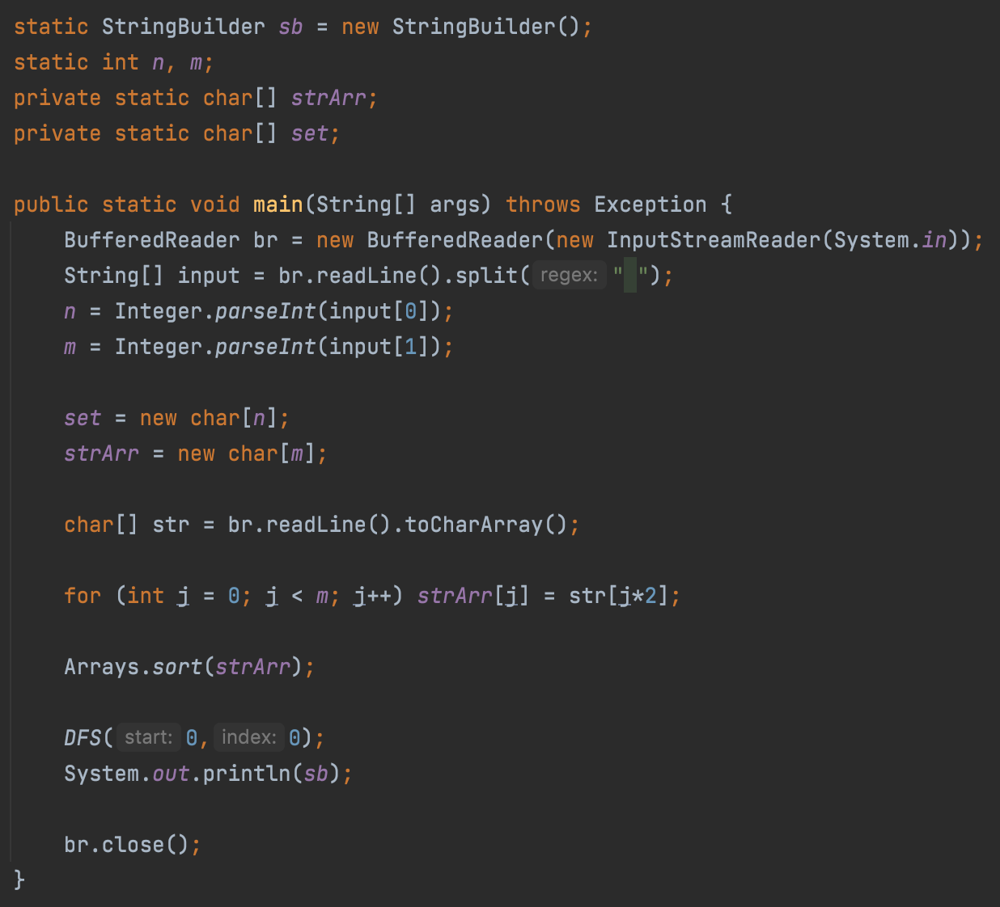 static StringBuilder sb = new StringBuilder();
static int n, m;
private static char[] strArr;
private static char[] set;
public static void main(String[] args) throws Exception {
BufferedReader br = new BufferedReader(new InputStreamReader(System.in));
String[] input = br.readLine().split( regex: " ");
n = Integer.parseInt(input[0]);
m = Integer.parseInt(input[1]);
set = new char[n];
strArr = new char[m];
char[] str = br.readLine().toCharArray();
for (int j = 0; j < m; j++) strArr[j] = str[j*2];
Arrays.sort(strArr);
DFS( start: 0, index: 0);
System.out.println(sb);
br.close();
}